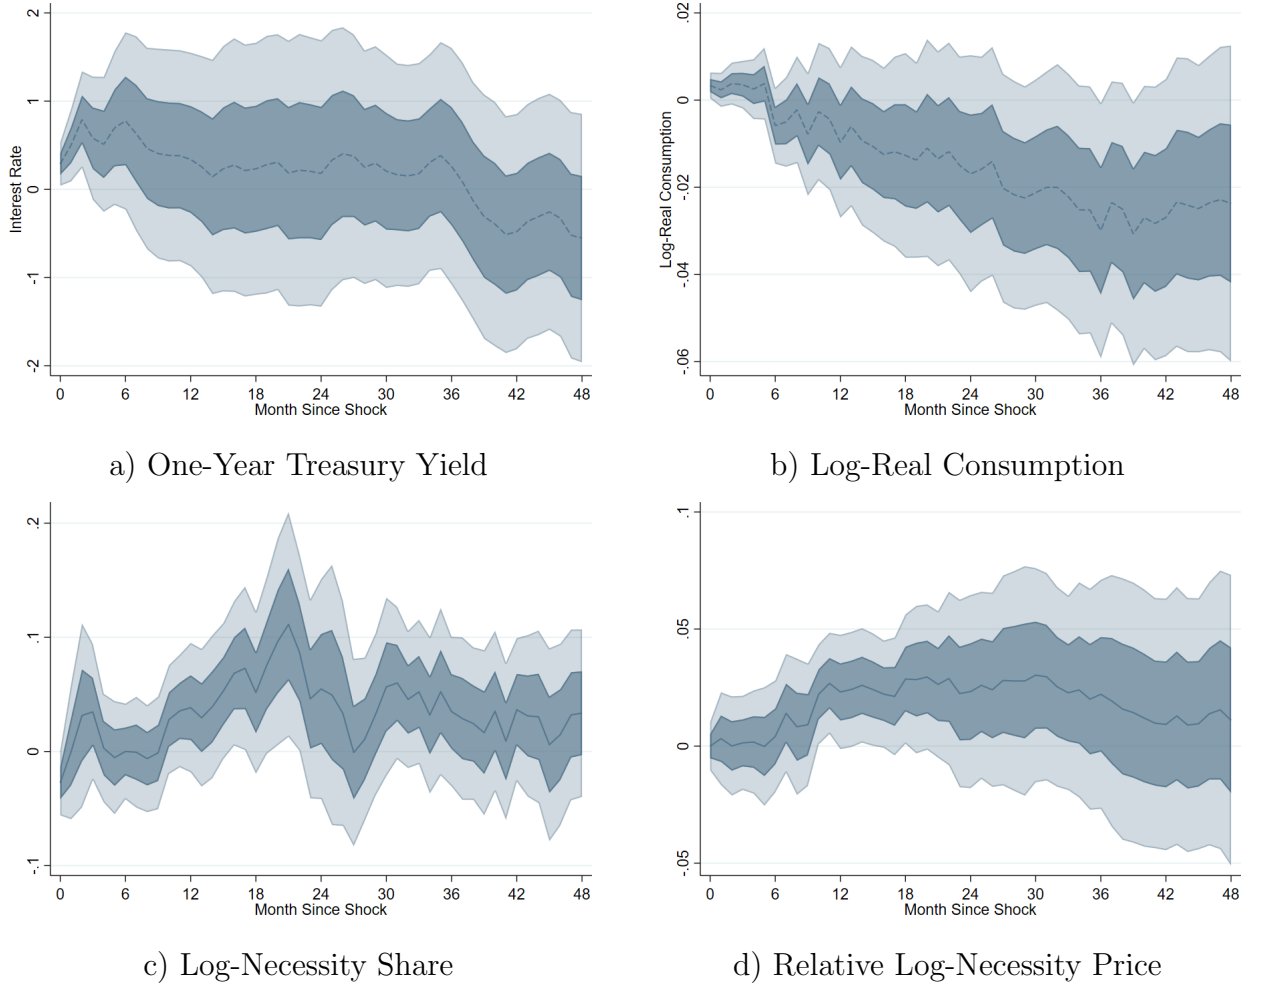 2
1
0
-1
-2
Interest Rate
0 6 12 18 24 30 36 42 48
Month Since Shock
a) One-Year Treasury Yield
.02
0
-.02
-.04
-.06
Log-Real Consumption
0 6 12 18 24 30 36 42 48
Month Since Shock
b) Log-Real Consumption
.2
.1
0
-.1
0 6 12 18 24 30 36 42 48
Month Since Shock
c) Log-Necessity Share
.1
.05
0
-.05
0 6 12 18 24 30 36 42 48
Month Since Shock
d) Relative Log-Necessity Price